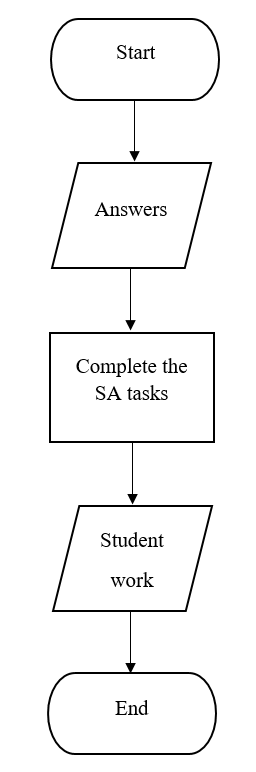 Start
Answers
Complete the
SA tasks
Student
work
End